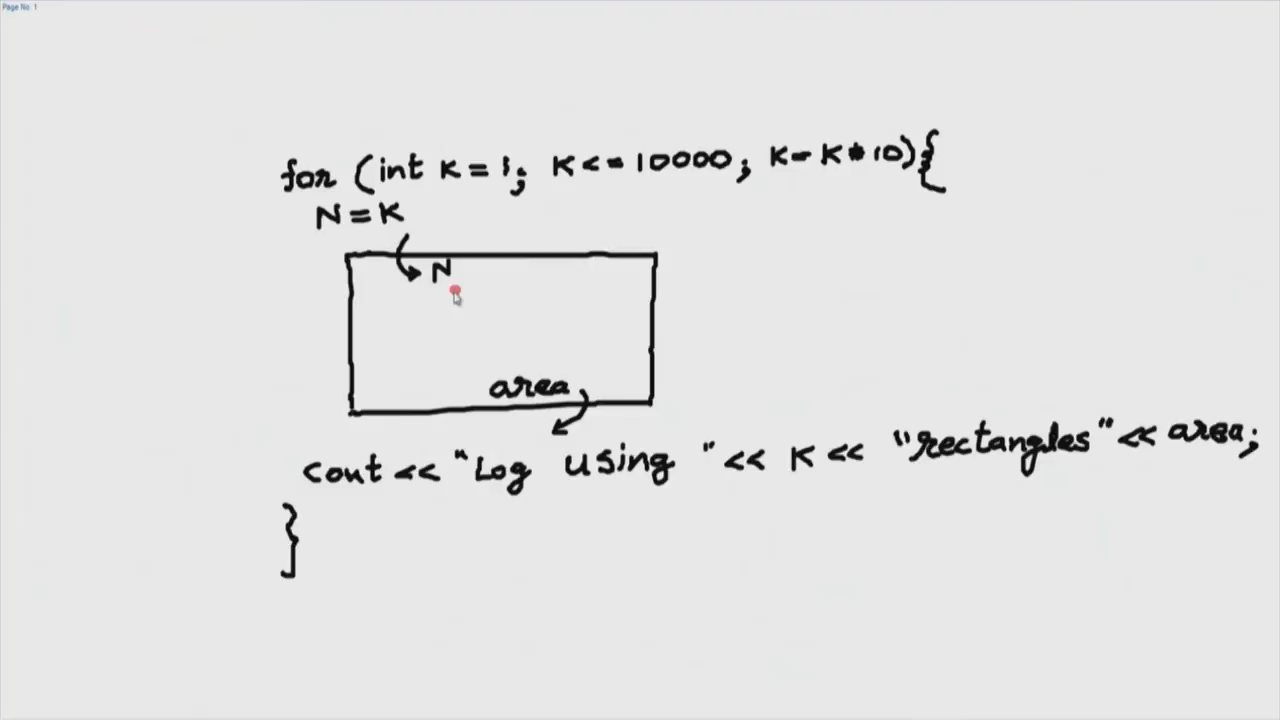 Page No: 1
for (int K = 1; K <= 10000; K = K * 10){
N = K
N
area
cout << "Log using " << K << "rectangles" << area;
}